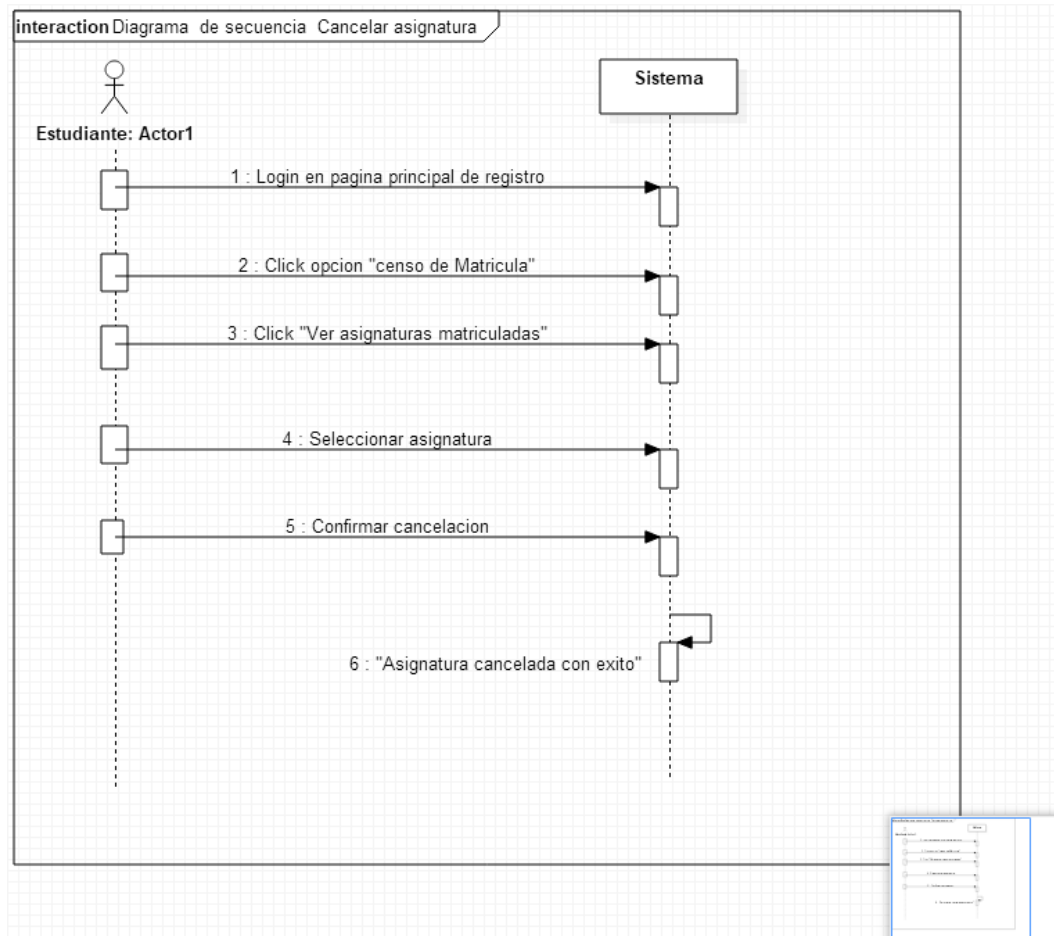 interaction Diagrama de secuencia Cancelar asignatura
Sistema
Estudiante: Actor1
1 : Login en pagina principal de registro
2 : Click opcion "censo de Matricula"
3 : Click "Ver asignaturas matriculadas"
4 : Seleccionar asignatura
5 : Confirmar cancelacion
6 : "Asignatura cancelada con exito"